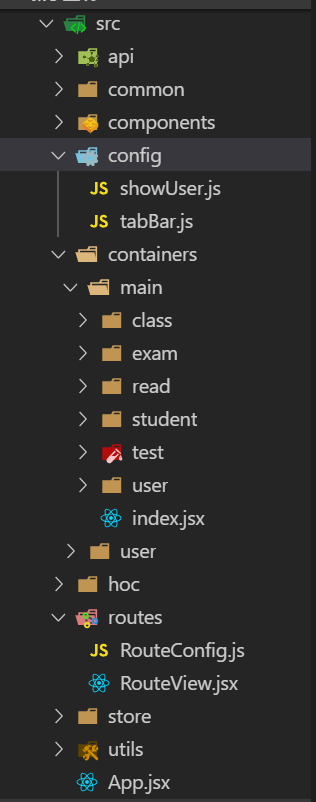 src
api
common
components
config
JS showUser.js
JS tabBar.js
containers
main
class
exam
read
student
test
user
index.jsx
user
hoc
routes
JS RouteConfig.js
RouteView.jsx
store
utils
App.jsx